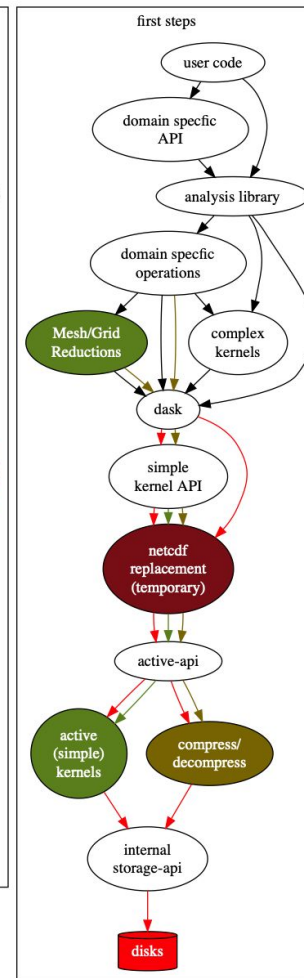 first steps
user code
domain specfic
API
analysis library
domain specfic
operations
Mesh/Grid
Reductions
complex
kernels
dask
simple
kernel API
netcdf
replacement
(temporary)
active-api
active
(simple)
kernels
compress/
decompress
internal
storage-api
disks